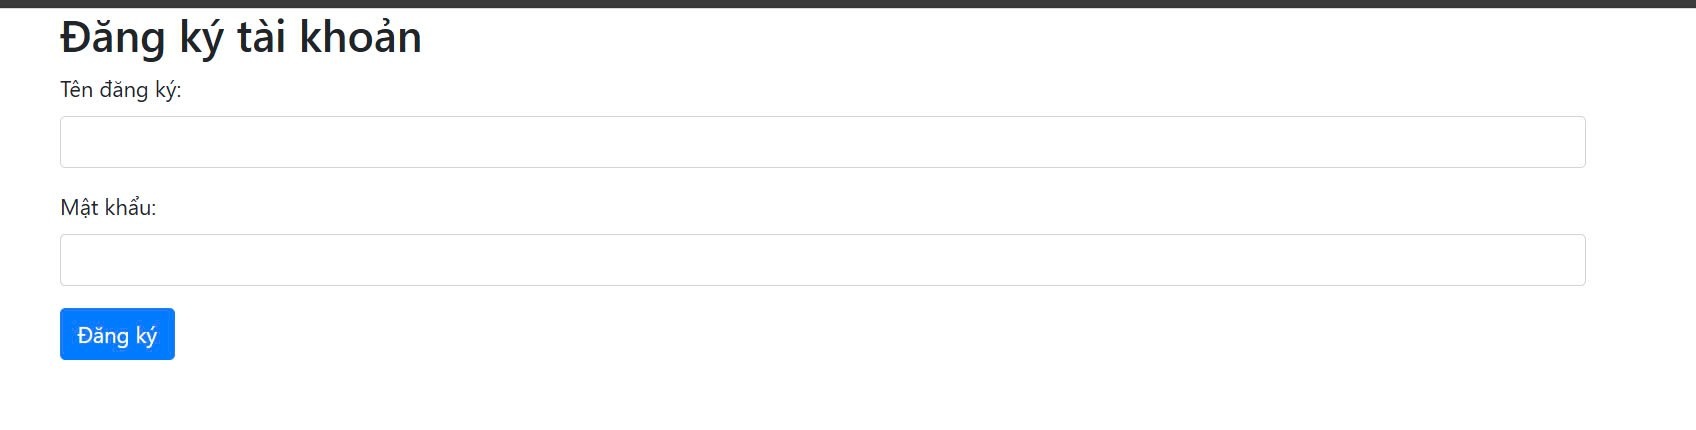 Đăng ký tài khoản
Tên đăng ký:
Mật khẩu:
Đăng ký